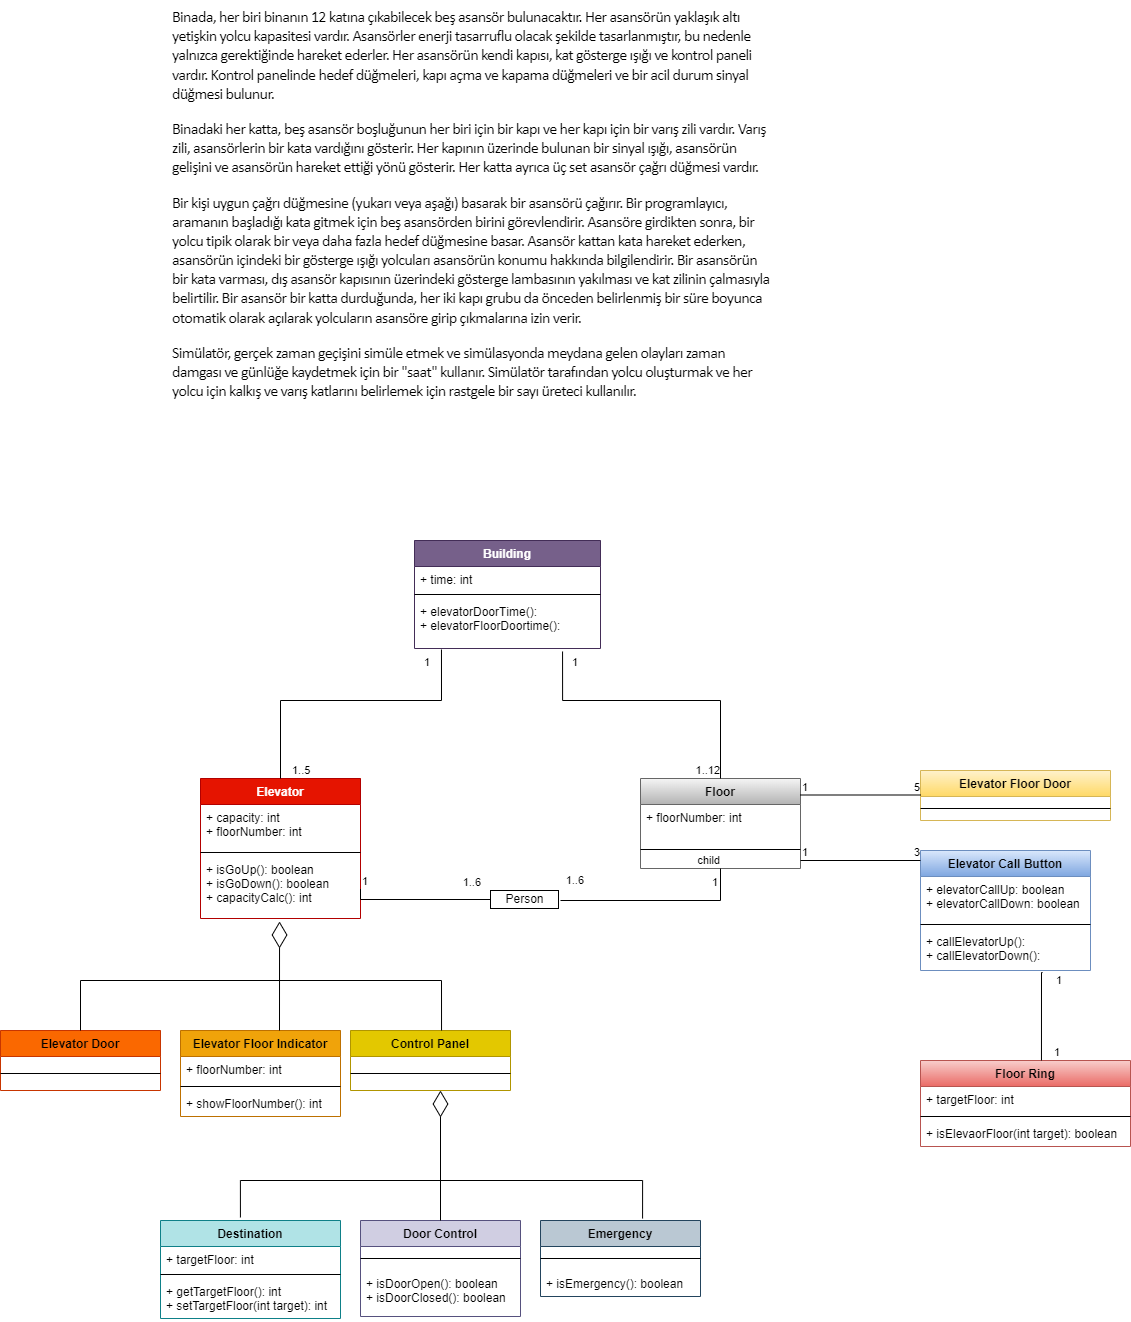 Binada, her biri binanın 12 katına çıkabilecek beş asansör bulunacaktır. Her asansörün yaklaşık altı
yetişkin yolcu kapasitesi vardır. Asansörler enerji tasarruflu olacak şekilde tasarlanmıştır, bu nedenle
yalnızca gerektiğinde hareket ederler. Her asansörün kendi kapısı, kat gösterge ışığı ve kontrol paneli
vardır. Kontrol panelinde hedef düğmeleri, kapı açma ve kapama düğmeleri ve bir acil durum sinyal
düğmesi bulunur.
Binadaki her katta, beş asansör boşluğunun her biri için bir kapı ve her kapı için bir varış zili vardır. Varış
zili, asansörlerin bir kata vardığını gösterir. Her kapının üzerinde bulunan bir sinyal ışığı, asansörün
gelişini ve asansörün hareket ettiği yönü gösterir. Her katta ayrıca üç set asansör çağrı düğmesi vardır.
Bir kişi uygun çağrı düğmesine (yukarı veya aşağı) basarak bir asansörü çağırır. Bir programlayıcı,
aramanın başladığı kata gitmek için beş asansörden birini görevlendirir. Asansöre girdikten sonra, bir
yolcu tipik olarak bir veya daha fazla hedef düğmesine basar. Asansör kattan kata hareket ederken,
asansörün içindeki bir gösterge ışığı yolcuları asansörün konumu hakkında bilgilendirir. Bir asansörün
bir kata varması, dış asansör kapısının üzerindeki gösterge lambasının yakılması ve kat zilinin çalmasıyla
belirtilir. Bir asansör bir katta durduğunda, her iki kapı grubu da önceden belirlenmiş bir süre boyunca
otomatik olarak açılarak yolcuların asansöre girip çıkmalarına izin verir.
Simülatör, gerçek zaman geçişini simüle etmek ve simülasyonda meydana gelen olayları zaman
damgası ve günlüğe kaydetmek için bir "saat" kullanır. Simülatör tarafından yolcu oluşturmak ve her
yolcu için kalkış ve varış katlarını belirlemek için rastgele bir sayı üreteci kullanılır.
Building
+ time: int
+ elevatorDoorTime():
+ elevatorFloorDoortime():
1
1
1..5
1..12
Elevator
+ capacity: int
+ floorNumber: int
+ isGoUp(): boolean
+ isGoDown(): boolean
+ capacityCalc(): int
Floor
+ floorNumber: int
child
1
5
Elevator Floor Door
1
3
Elevator Call Button
+ elevatorCallUp: boolean
+ elevatorCallDown: boolean
+ callElevatorUp():
+ callElevatorDown():
1
1..6
Person
1..6
1
1
1
Floor Ring
+ targetFloor: int
+ isElevaorFloor(int target): boolean
Elevator Door
Elevator Floor Indicator
+ floorNumber: int
+ showFloorNumber(): int
Control Panel
Destination
+ targetFloor: int
+ getTargetFloor(): int
+ setTargetFloor(int target): int
Door Control
+ isDoorOpen(): boolean
+ isDoorClosed(): boolean
Emergency
+ isEmergency(): boolean